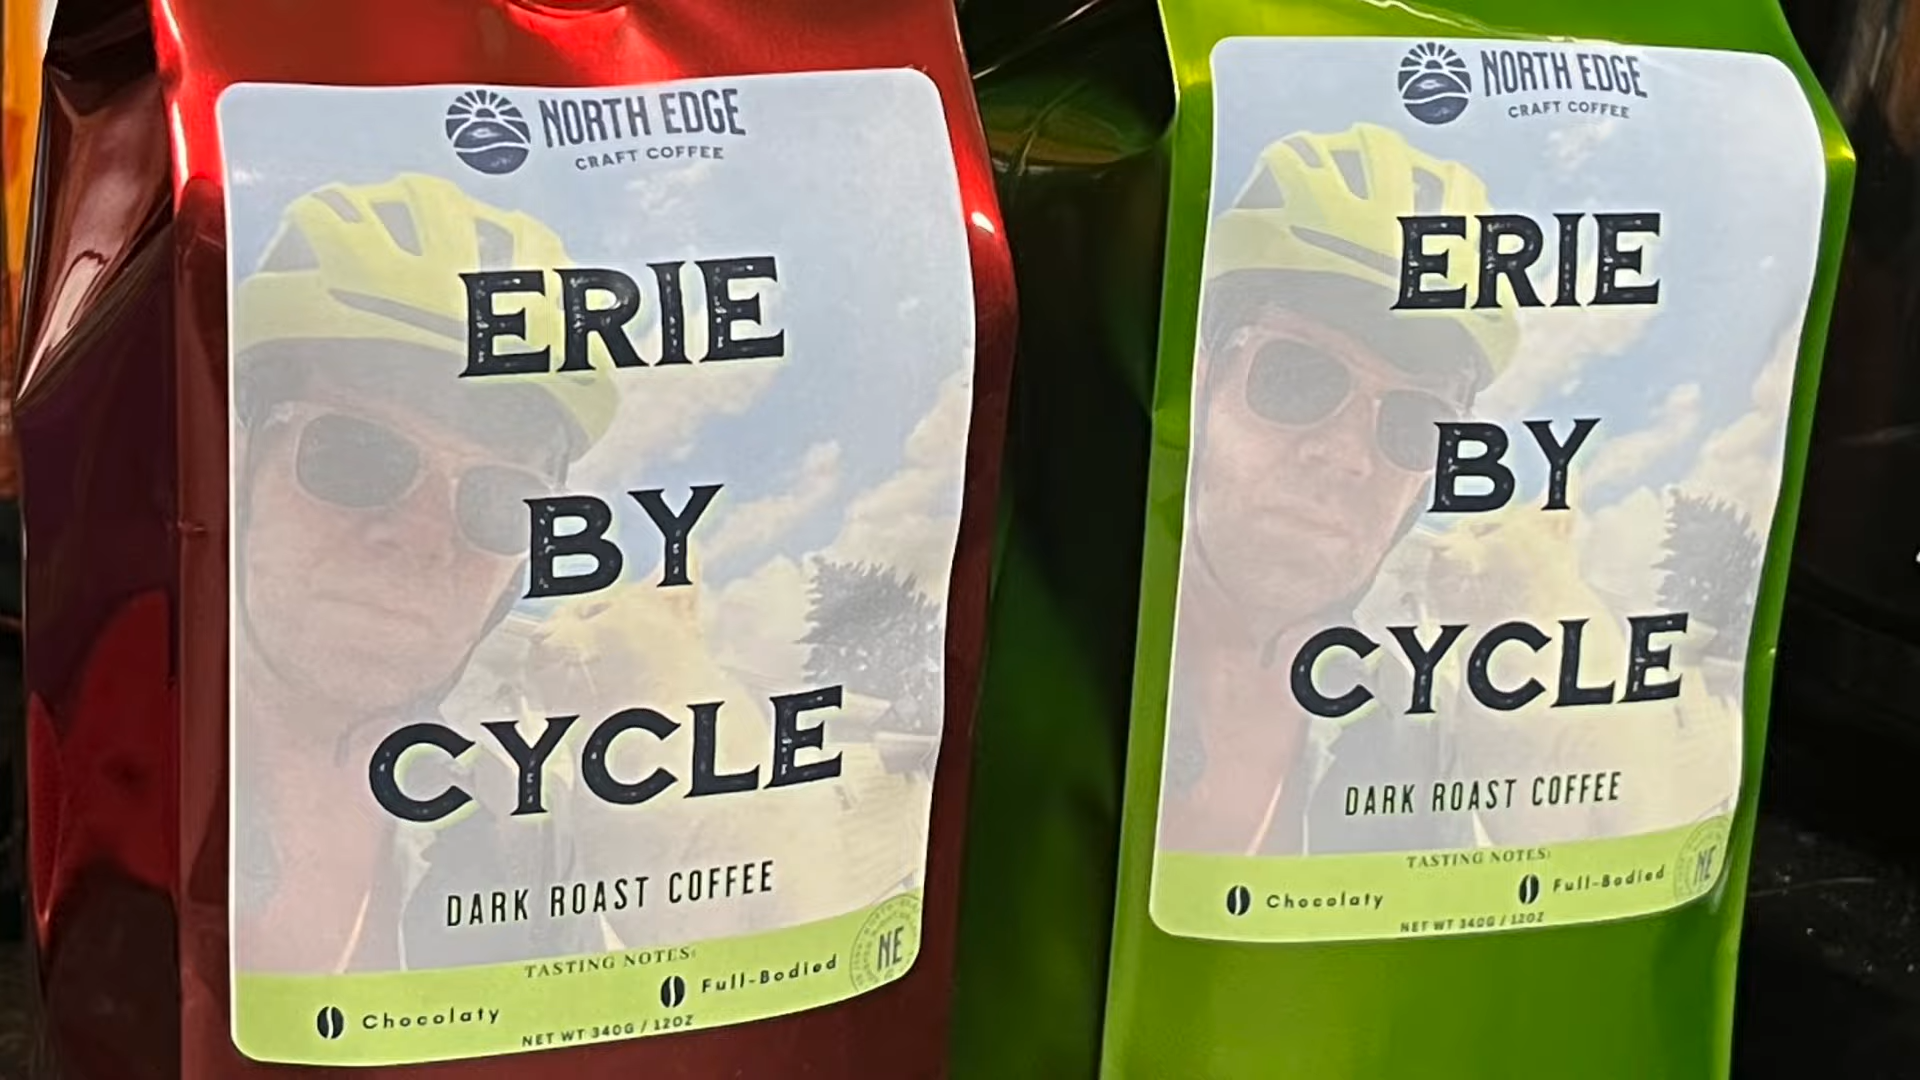 NORTH EDGE
CRAFT COFFEE
ERIE
BY
CYCLE
DARK ROAST COFFEE
TASTING NOTES:
Chocolaty Full-Bodied
NET WT 340G / 12OZ
NE
NORTH EDGE
CRAFT COFFEE
ERIE
BY
CYCLE
DARK ROAST COFFEE
TASTING NOTES:
Chocolaty Full-Bodied
NET WT 340G / 12OZ
NE